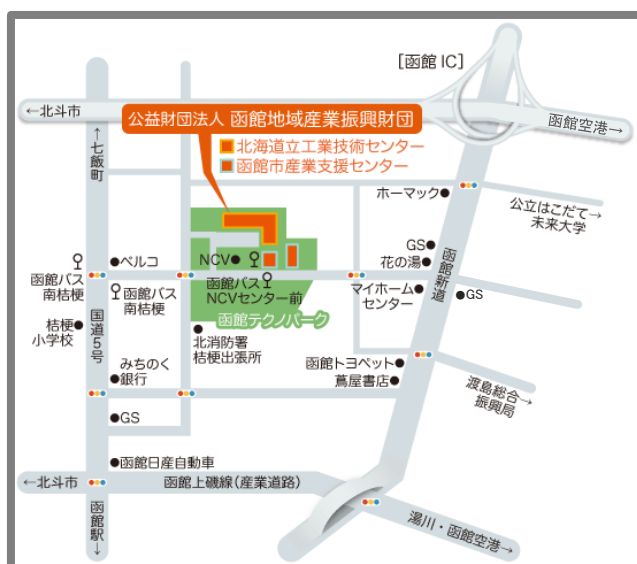 [函館 IC]
←北斗市
函館空港→
公益財団法人 函館地域産業振興財団
←七飯町
北海道立工業技術センター
函館市産業支援センター
ホーマック
公立はこだて→
未来大学
GS
花の湯
函館新道
ベルコ
NCV
函館バス
南桔梗
函館バス
南桔梗
函館バス
NCVセンター前
マイホーム
センター
GS
国道5号
函館テクノパーク
桔梗
小学校
北消防署
桔梗出張所
みちのく
銀行
函館トヨペット
蔦屋書店
渡島総合→
振興局
GS
函館日産自動車
←北斗市
函館上磯線(産業道路)
函館駅→
湯川・函館空港→